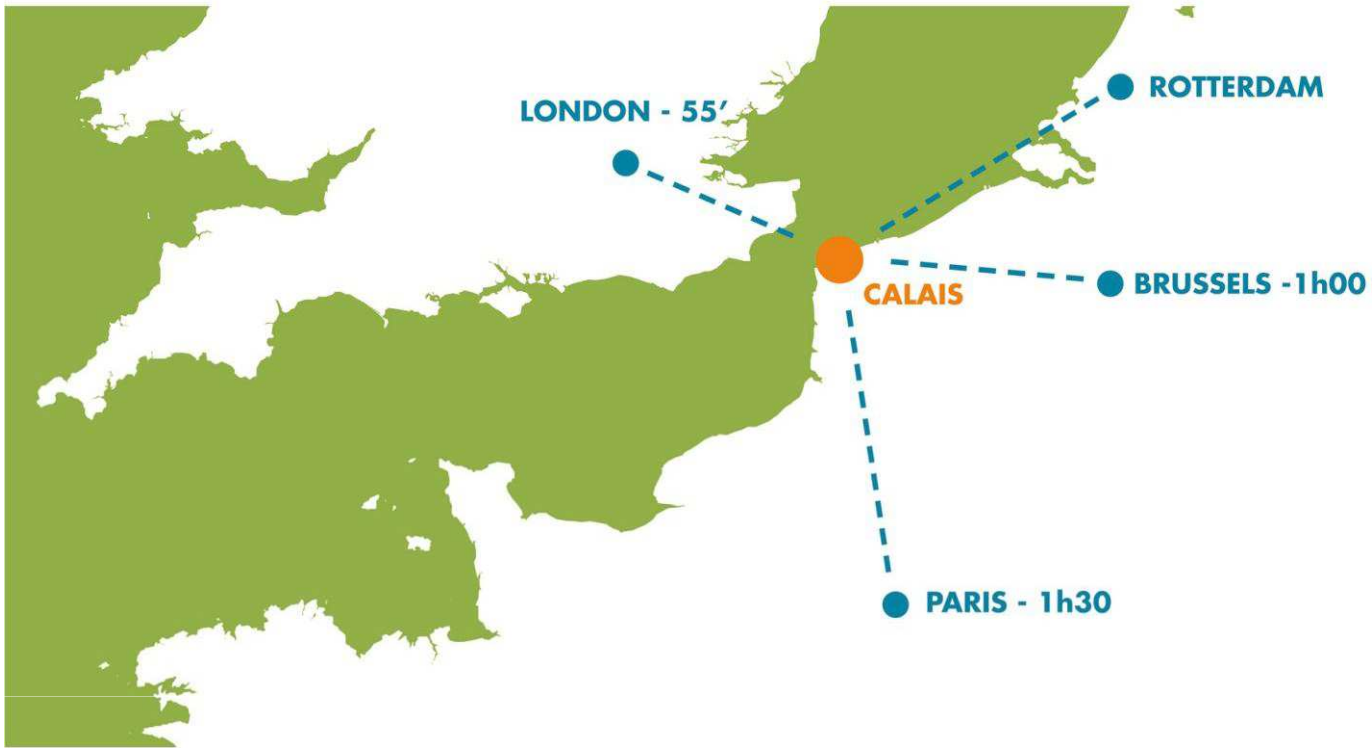 ROTTERDAM
LONDON - 55′
BRUSSELS -1h00
CALAIS
PARIS - 1h30